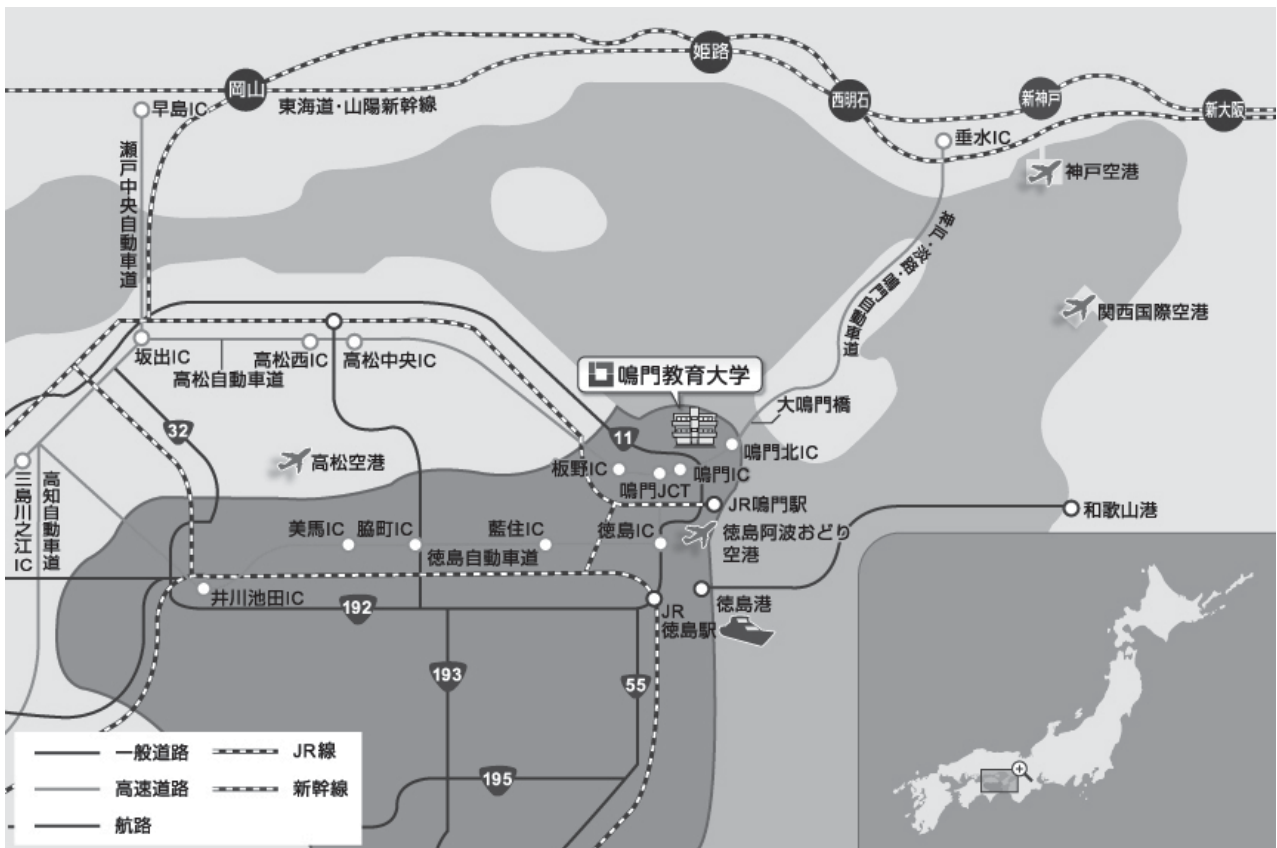 姫路
岡山
西明石
新神戸
新大阪
早島IC
東海道・山陽新幹線
垂水IC
神戸空港
瀬戸中央自動車道
神戸・淡路・鳴門自動車道
関西国際空港
坂出IC
高松西IC
高松中央IC
高松自動車道
鳴門教育大学
大鳴門橋
32
11
高松空港
鳴門北IC
板野IC
鳴門IC
鳴門JCT
三島川之江IC
高知自動車道
JR鳴門駅
和歌山港
美馬IC
脇町IC
藍住IC
徳島IC
徳島阿波おどり
空港
徳島自動車道
井川池田IC
192
JR
徳島駅
徳島港
193
55
195
一般道路
JR線
高速道路
新幹線
航路